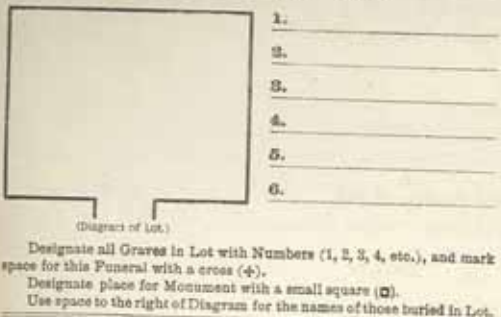 1.
2.
3.
4.
5.
6.
(Diagram of Lot.)
Designate all Graves in Lot with Numbers (1, 2, 3, 4, etc.), and mark
space for this Funeral with a cross (+).
Designate place for Monument with a small square (□).
Use space to the right of Diagram for the names of those buried in Lot.